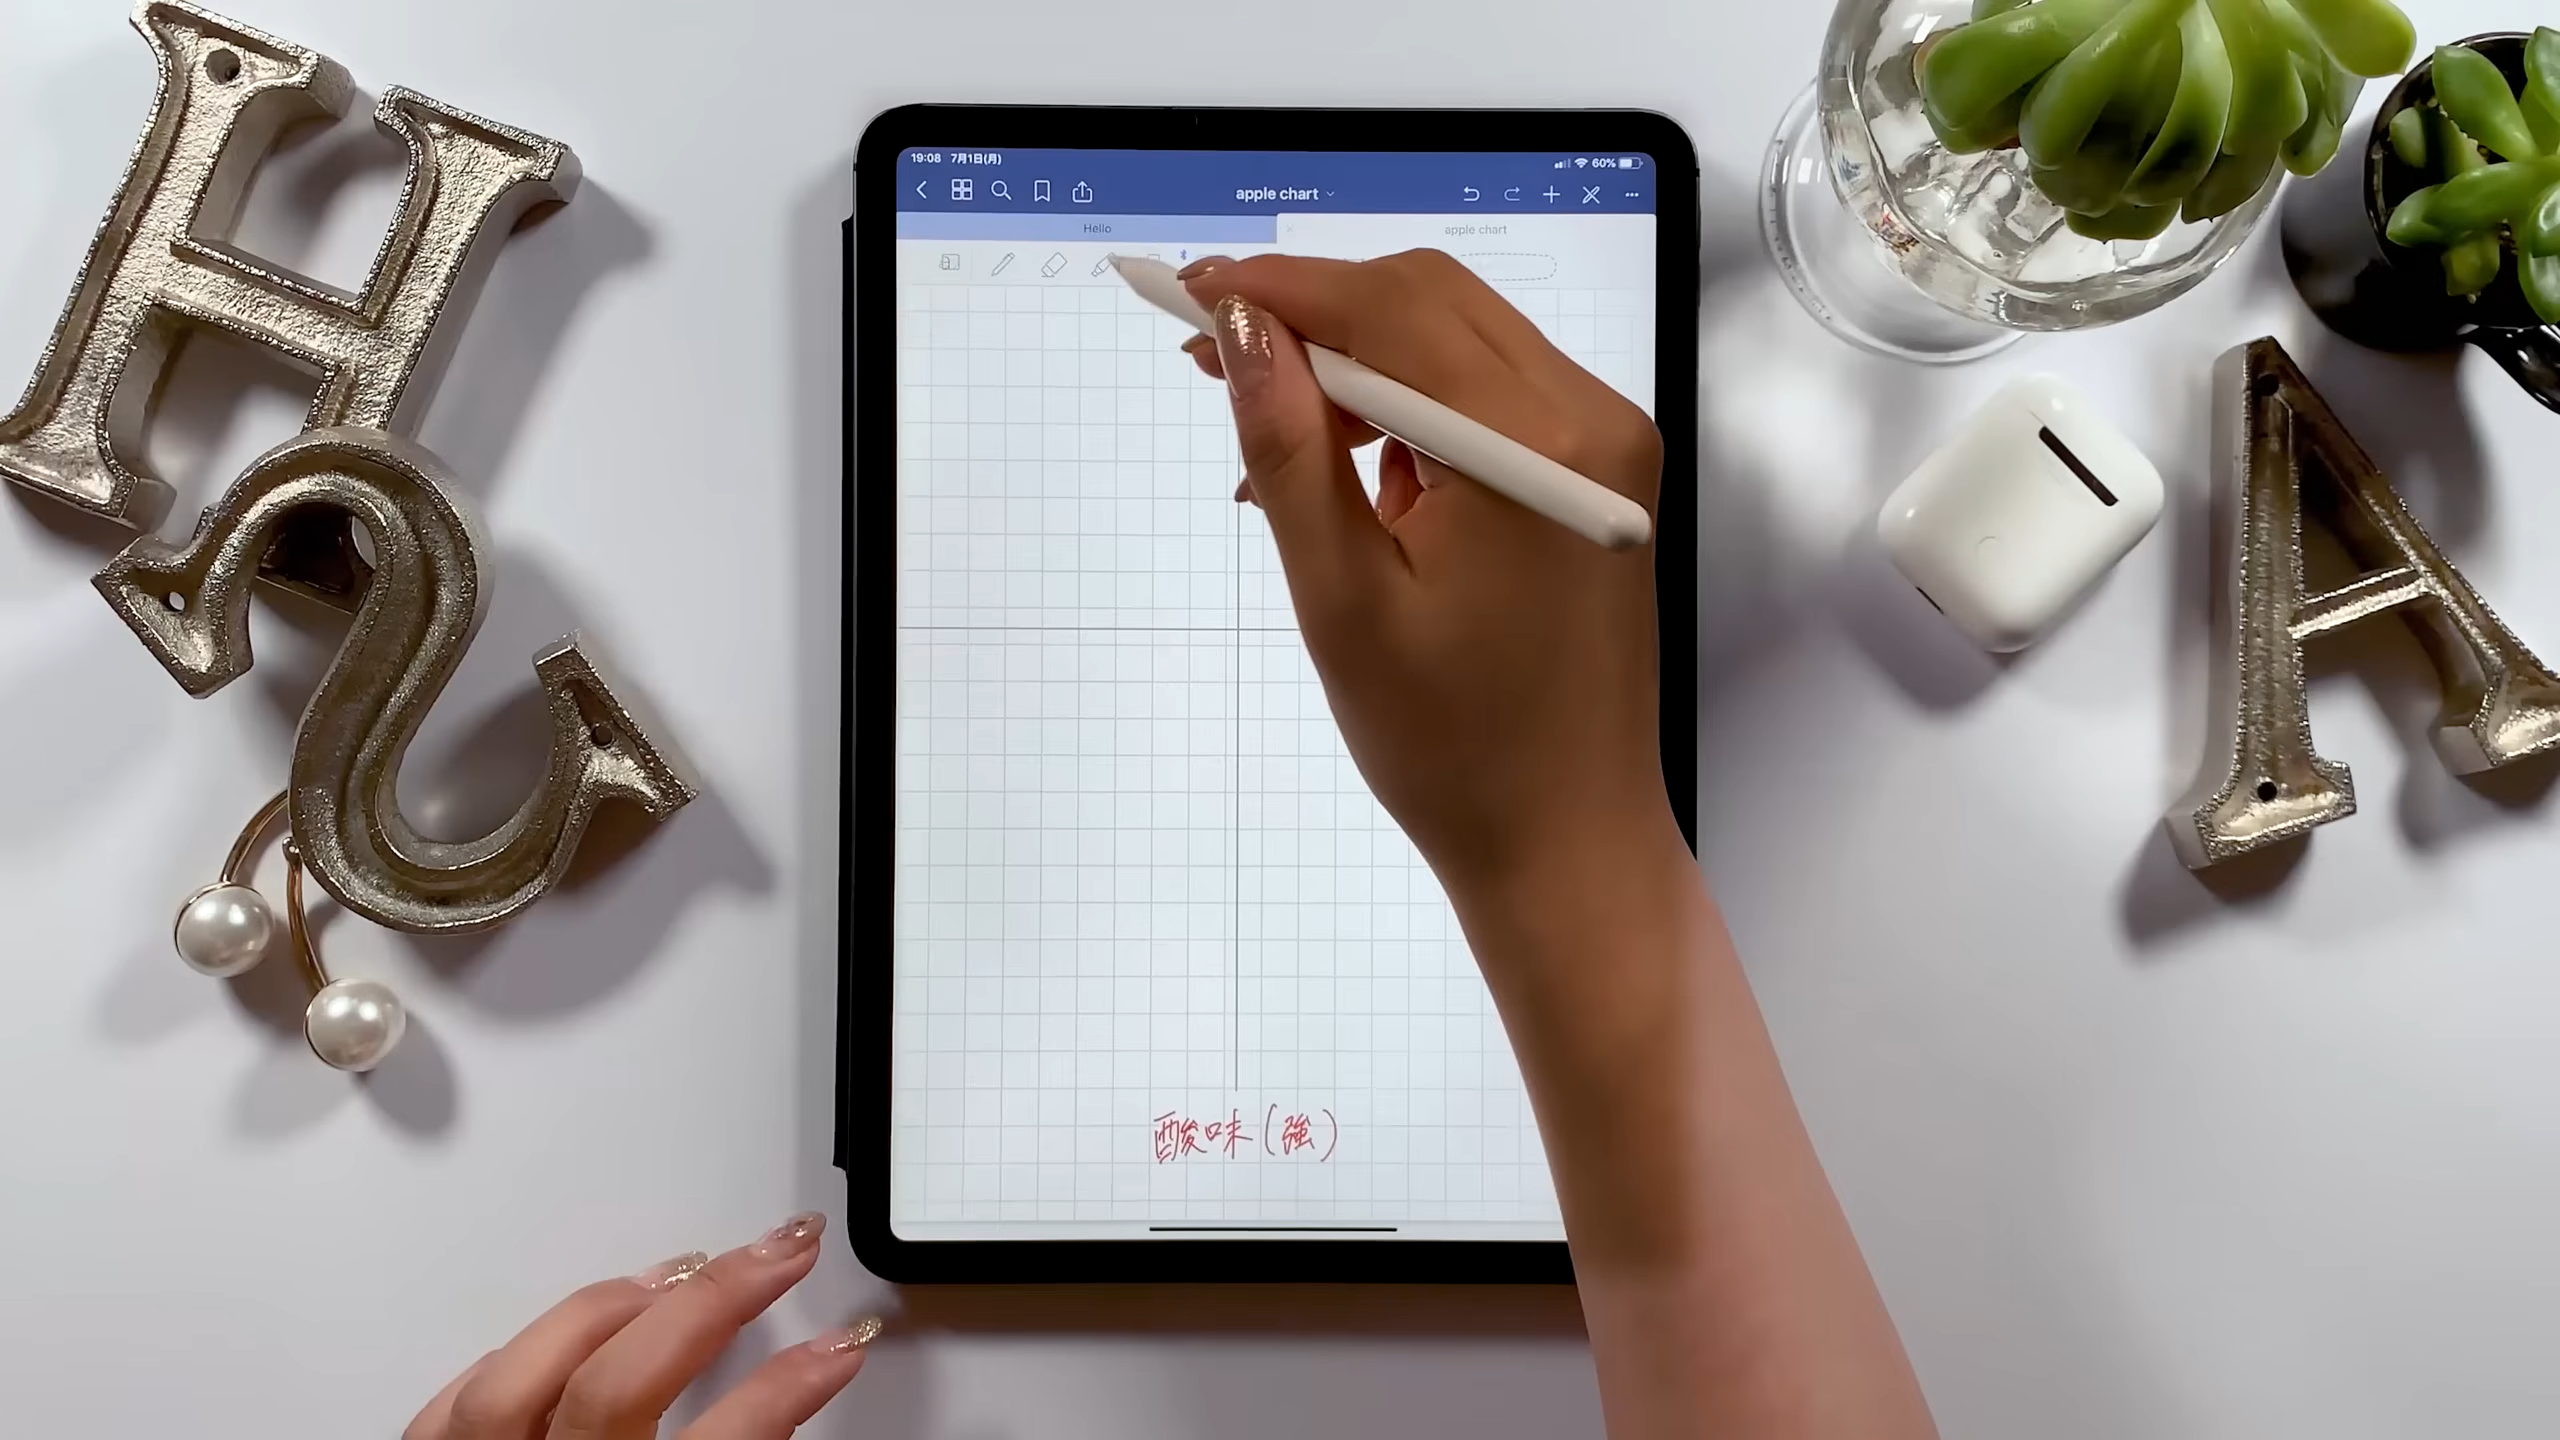 19:08 7月1日(月) 60%
apple chart
Hello
apple chart
酸味(強)
H
S
A